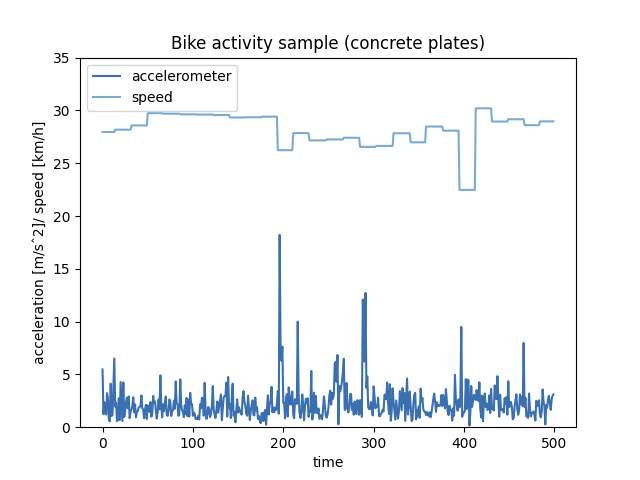 Bike activity sample (concrete plates)
accelerometer
speed
acceleration [m/sˆ2]/ speed [km/h]
35
30
25
20
15
10
5
0
0 100 200 300 400 500
time